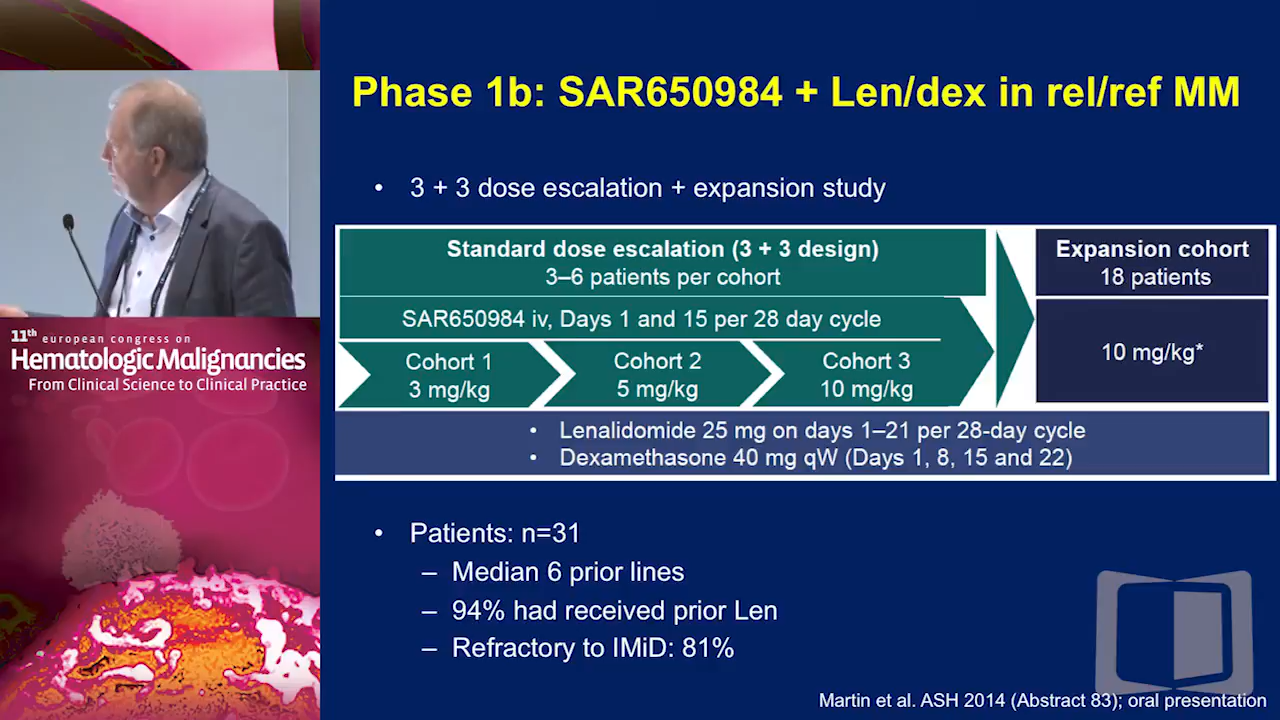 Phase 1b: SAR650984 + Len/dex in rel/ref MM
• 3 + 3 dose escalation + expansion study
Standard dose escalation (3 + 3 design)
3–6 patients per cohort
SAR650984 iv, Days 1 and 15 per 28 day cycle
Cohort 1
3 mg/kg
Cohort 2
5 mg/kg
Cohort 3
10 mg/kg
Expansion cohort
18 patients
10 mg/kg*
• Lenalidomide 25 mg on days 1–21 per 28-day cycle
• Dexamethasone 40 mg qW (Days 1, 8, 15 and 22)
• Patients: n=31
– Median 6 prior lines
– 94% had received prior Len
– Refractory to IMiD: 81%
Martin et al. ASH 2014 (Abstract 83); oral presentation
11th european congress on
Hematologic Malignancies
From Clinical Science to Clinical Practice